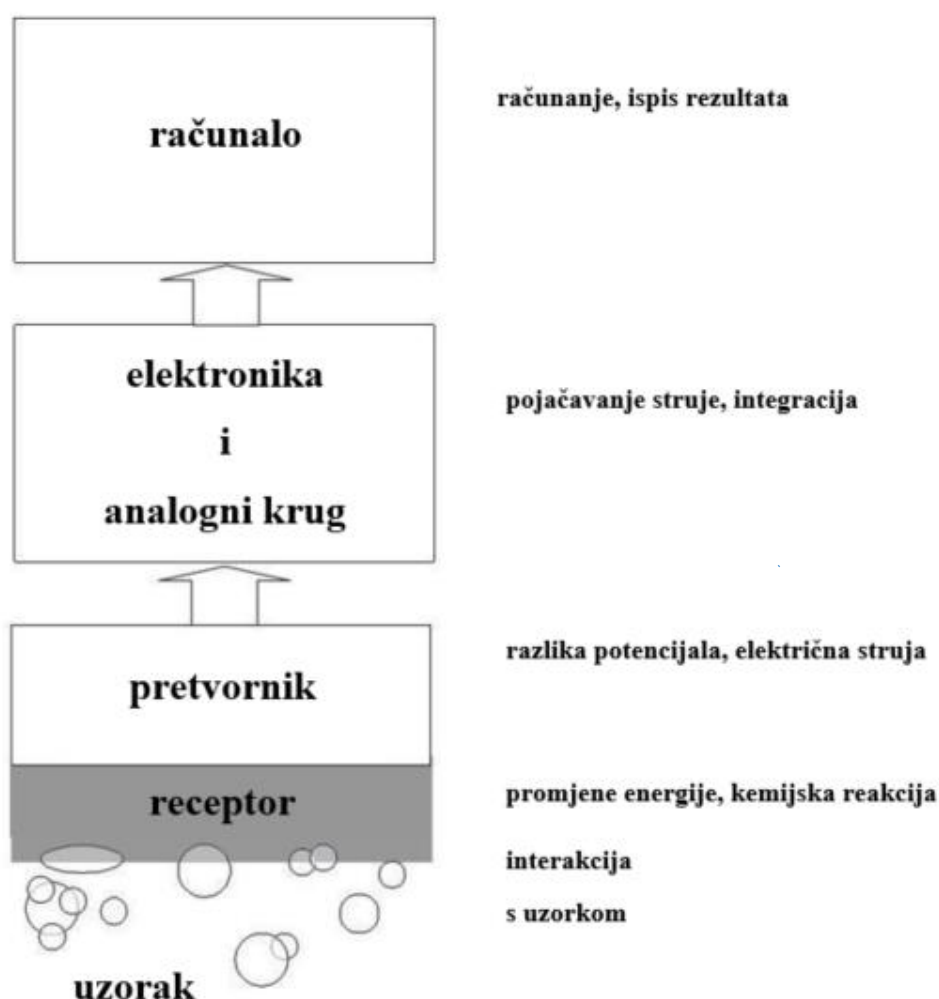 računalo
računanje, ispis rezultata
elektronika
i
analogni krug
pojačavanje struje, integracija
pretvornik
razlika potencijala, električna struja
receptor
promjene energije, kemijska reakcija
interakcija
s uzorkom
uzorak